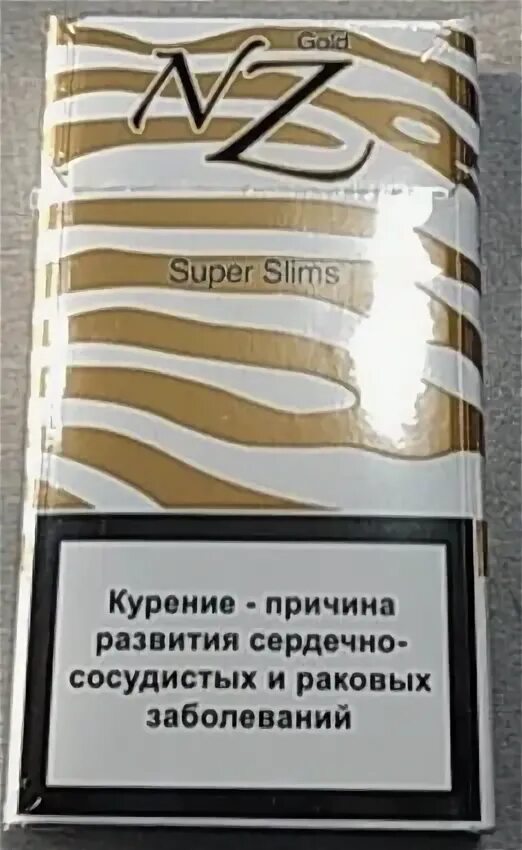 Gold
NZ
Super Slims
Курение - причина
развития сердечно-
сосудистых и раковых
заболеваний